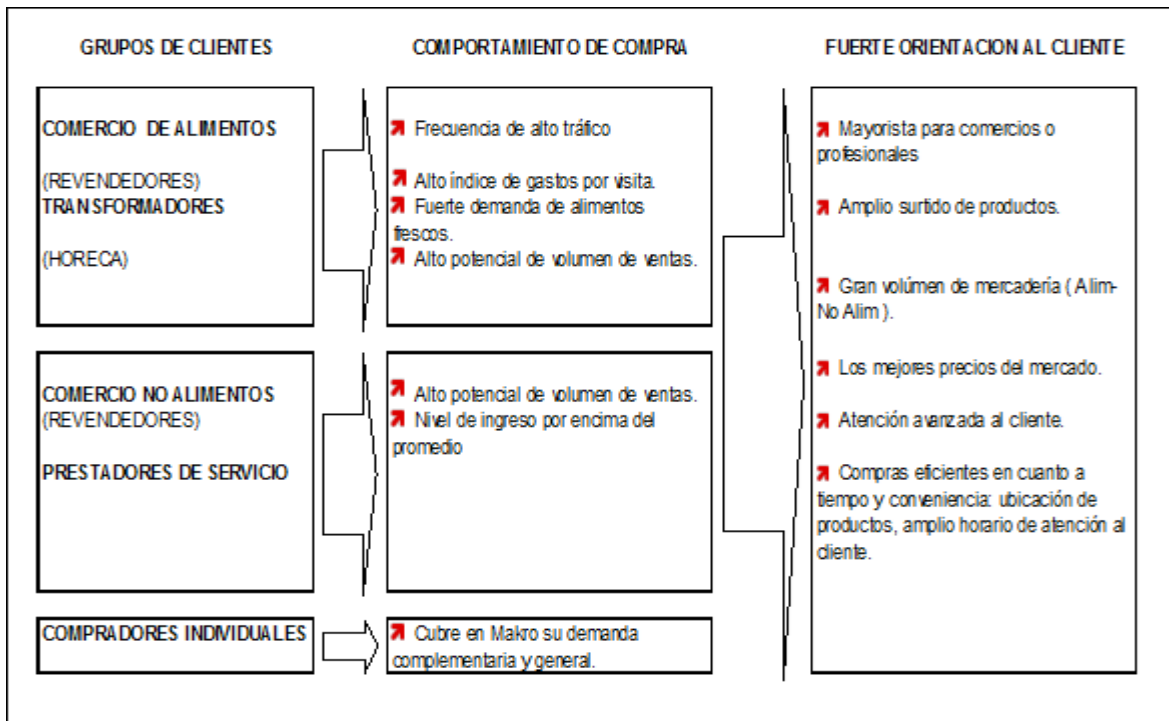 GRUPOS DE CLIENTES
COMPORTAMIENTO DE COMPRA
FUERTE ORIENTACION AL CLIENTE
COMERCIO DE ALIMENTOS
(REVENDEDORES)
TRANSFORMADORES
(HORECA)
Frecuencia de alto tráfico
Alto índice de gastos por visita.
Fuerte demanda de alimentos
frescos.
Alto potencial de volumen de ventas.
COMERCIO NO ALIMENTOS
(REVENDEDORES)
PRESTADORES DE SERVICIO
Alto potencial de volumen de ventas.
Nivel de ingreso por encima del
promedio
COMPRADORES INDIVIDUALES
Cubre en Makro su demanda
complementaria y general.
Mayorista para comercios o
profesionales
Amplio surtido de productos.
Gran volúmen de mercadería ( Alim-
No Alim ).
Los mejores precios del mercado.
Atención avanzada al cliente.
Compras eficientes en cuanto a
tiempo y conveniencia: ubicación de
productos, amplio horario de atención al
cliente.